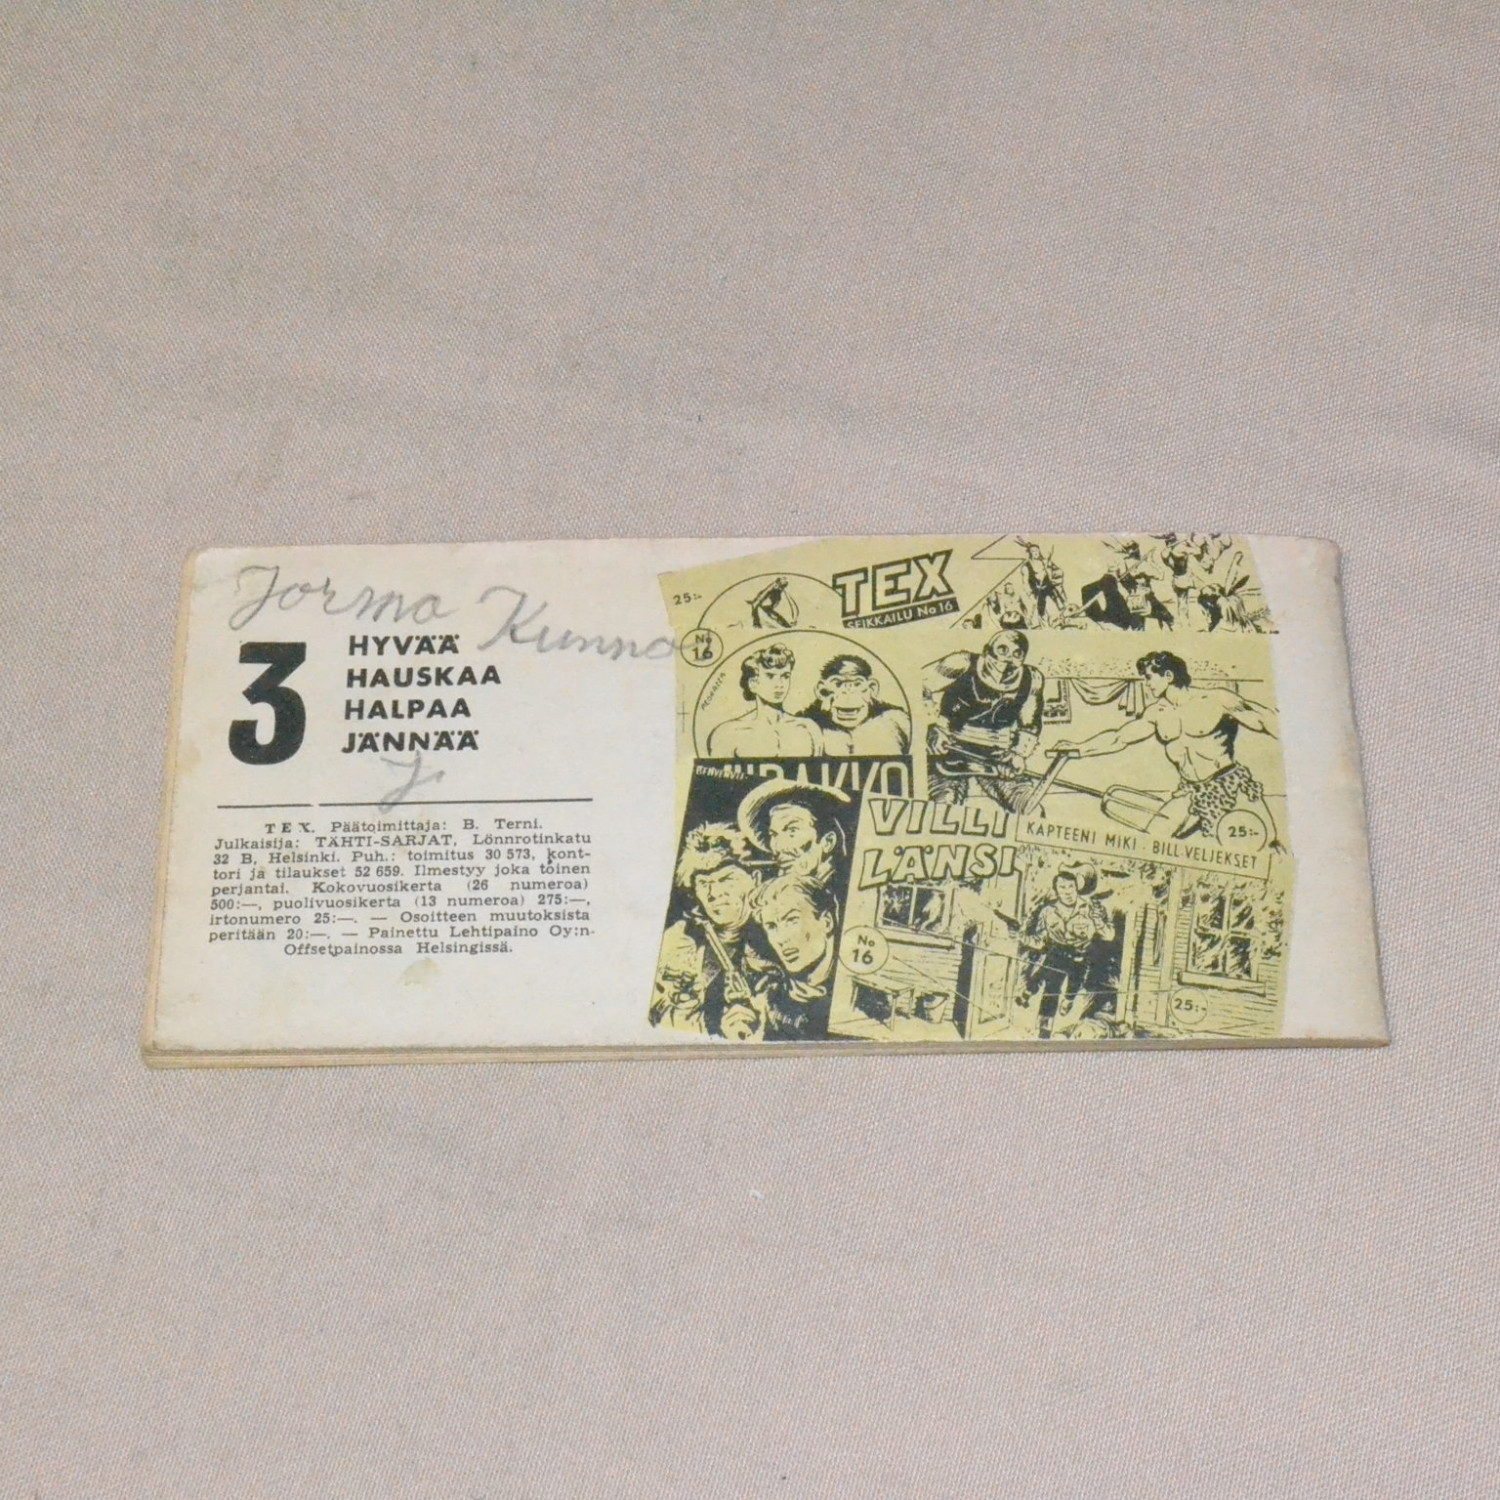 Jorma Kunna
3
HYVÄÄ
HAUSKAA
HALPAA
JÄNNÄÄ
J.
TEX. Päätoimittaja: B. Terni.
Julkaisija: TÄHTI-SARJAT, Lönnrotinkatu
32 B, Helsinki. Puh.: toimitus 30 573, kont-
tori ja tilaukset 52 659. Ilmestyy joka toinen
perjantai. Kokovuosikerta (26 numeroa)
500:—, puolivuosikerta (13 numeroa) 275:—,
irtonumero 25:—. — Osoitteen muutoksista
peritään 20:—. — Painettu Lehtipaino Oy:n
Offsetpainossa Helsingissä.
25:-
TEX
SEIKKAILU No 16
No
16
25:-
VILLI
LÄNSI
KAPTEENI MIKI · BILL-VELJEKSET
No
16
25:-